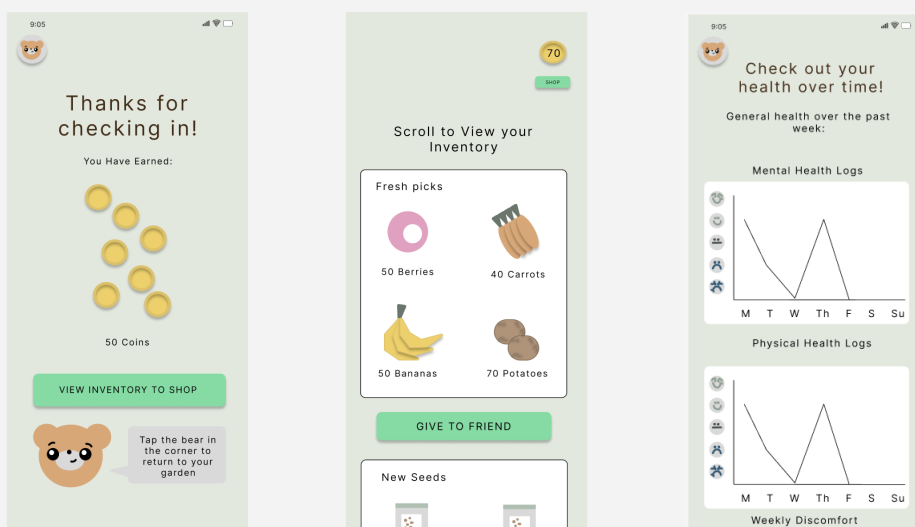 9:05
Thanks for
checking in!
You Have Earned:
50 Coins
VIEW INVENTORY TO SHOP
Tap the bear in
the corner to
return to your
garden
70
SHOP
Scroll to View your
Inventory
Fresh picks
50 Berries
40 Carrots
50 Bananas
70 Potatoes
GIVE TO FRIEND
New Seeds
9:05
Check out your
health over time!
General health over the past
week:
Mental Health Logs
M T W Th F S Su
Physical Health Logs
M T W Th F S Su
Weekly Discomfort